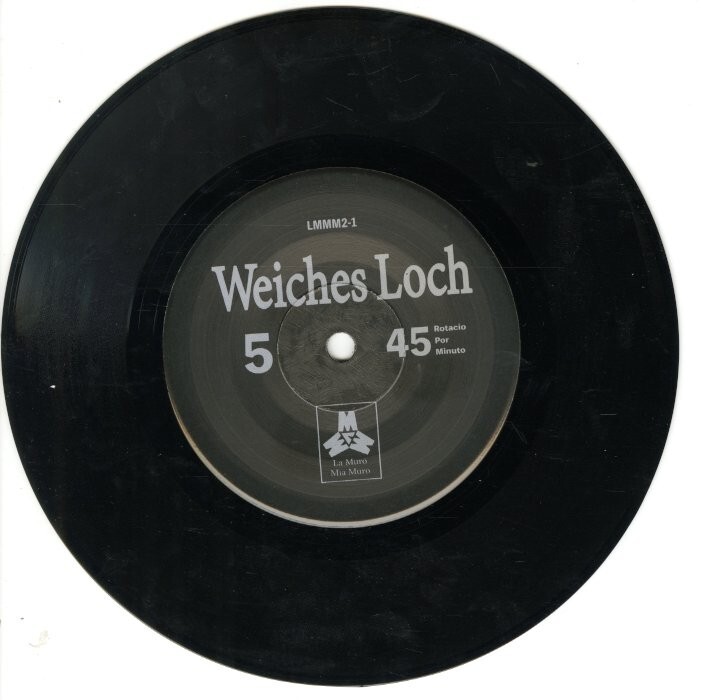 LMMM2-1
Weiches Loch
5
45
Rotacio
Por
Minuto
M
La Muro
Mia Muro